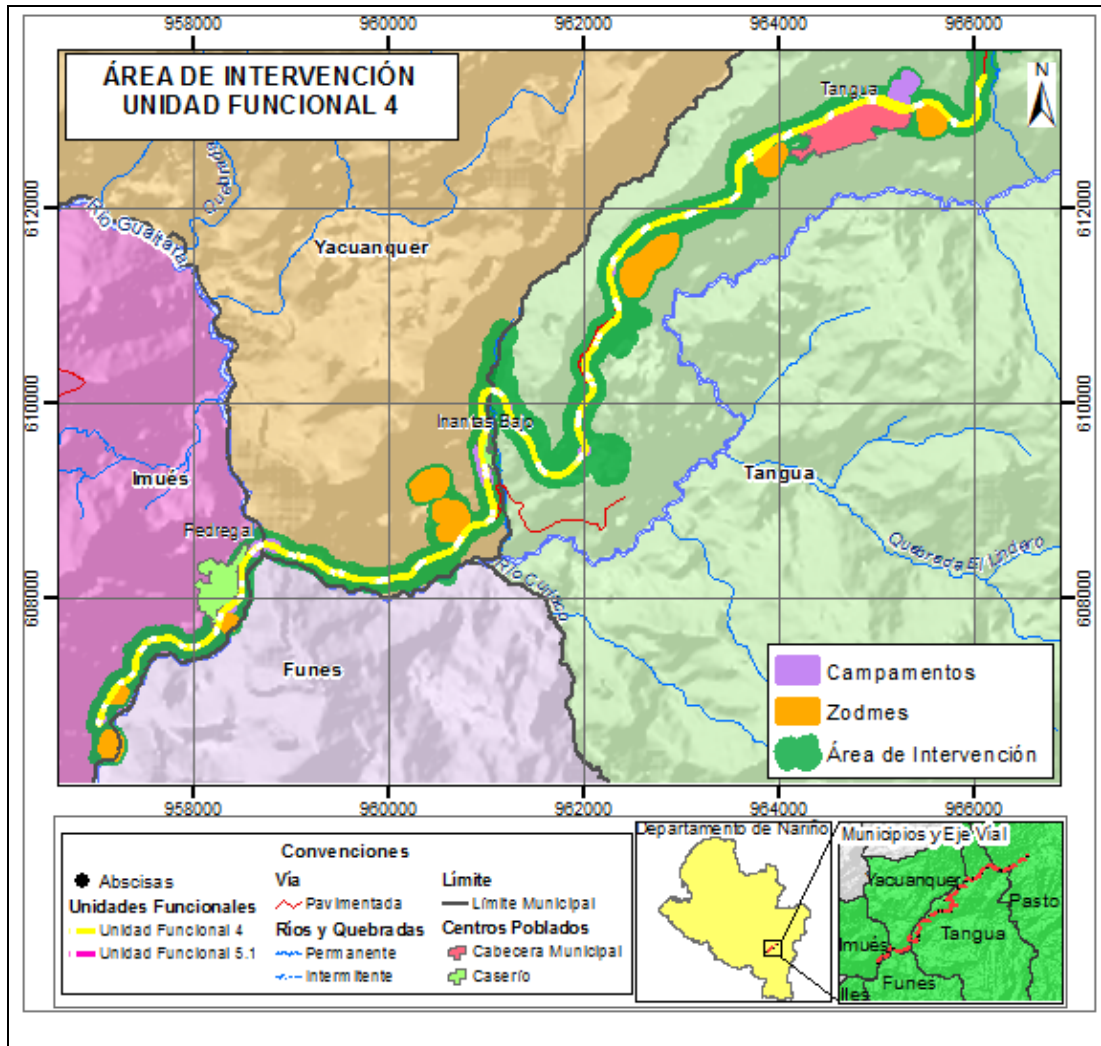 958000 960000 962000 964000 966000
ÁREA DE INTERVENCIÓN
UNIDAD FUNCIONAL 4
N
Tangua
612000
612000
Río Guaitara
Quebrada
Yacuanquer
610000
610000
Inantas Bajo
Imués
Tangua
Pedregal
Quebrada El Lindero
608000
608000
Funes
Campamentos
Zodmes
Área de Intervención
958000 960000 962000 964000 966000
Convenciones
Abscisas
Unidades Funcionales
Unidad Funcional 4
Unidad Funcional 5.1
Vía
Pavimentada
Ríos y Quebradas
Permanente
Intermitente
Límite
Límite Municipal
Centros Poblados
Cabecera Municipal
Caserío
Departamento de Nariño
Municipios y Eje Vial
Yacuanquer
Pasto
Imués
Tangua
Funes
Iles